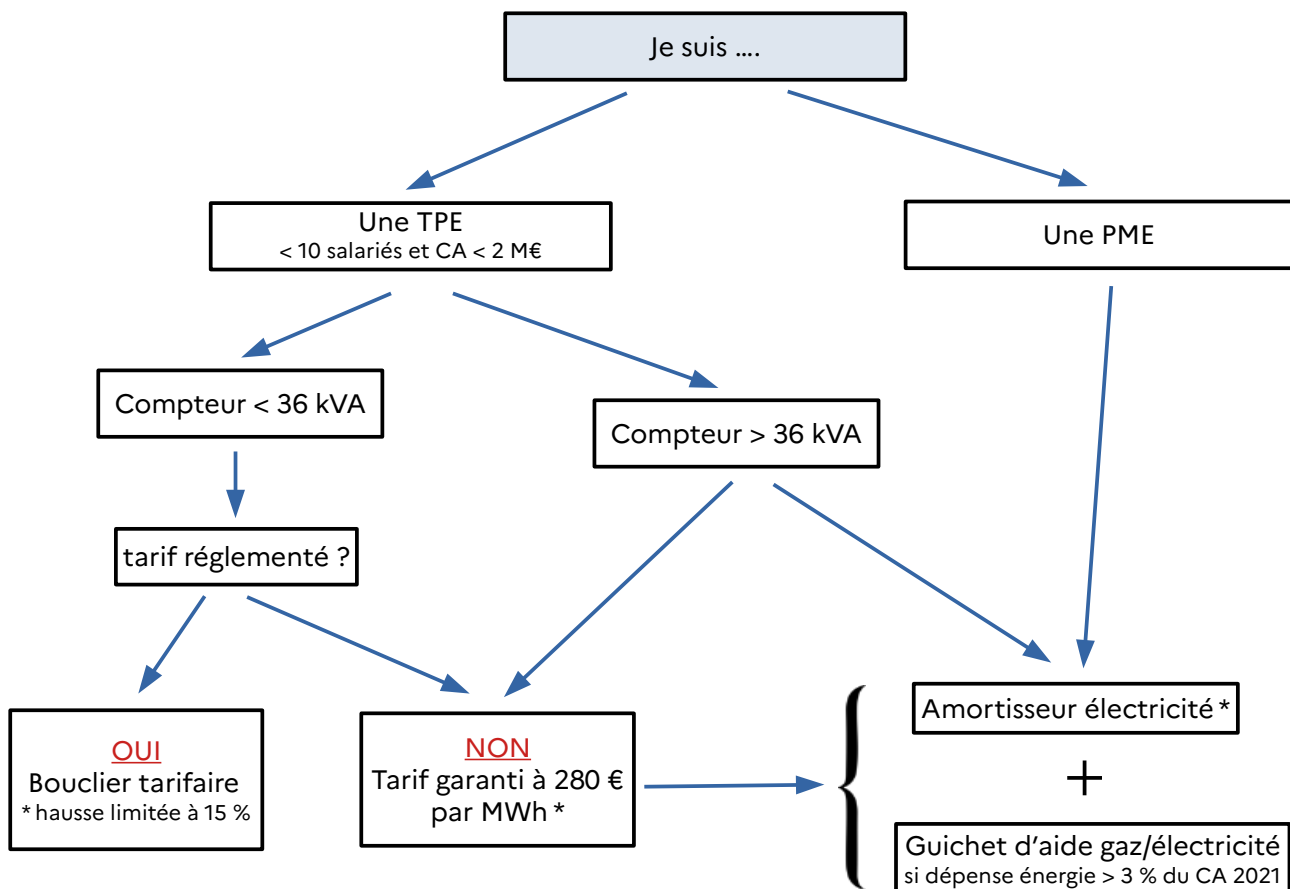 Je suis ....
Une TPE
< 10 salariés et CA < 2 M€
Une PME
Compteur < 36 kVA
Compteur > 36 kVA
tarif réglementé ?
OUI
Bouclier tarifaire
* hausse limitée à 15 %
NON
Tarif garanti à 280 €
par MWh *
Amortisseur électricité *
+
Guichet d'aide gaz/électricité
si dépense énergie > 3 % du CA 2021